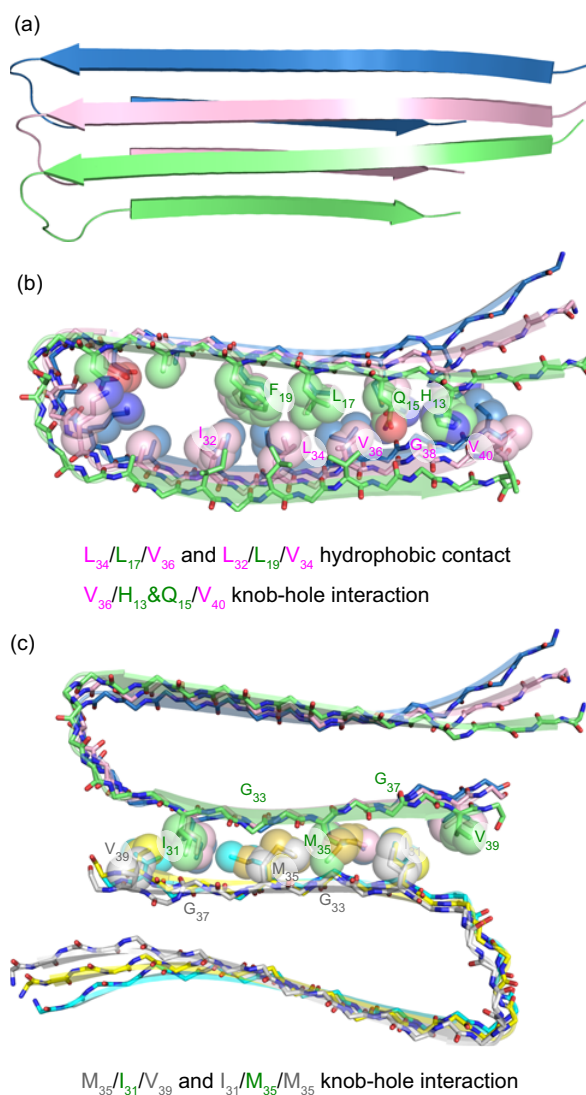 (a)
(b)
F19
L17
Q15 H13
I32
L34
V36
G38
V40
L34/L17/V36 and L32/L19/V34 hydrophobic contact
V36/H13&Q15/V40 knob-hole interaction
(c)
G33
G37
V39
I31
M35
I31
V39
M35
G37
G33
M35/I31/V39 and I31/M35/M35 knob-hole interaction